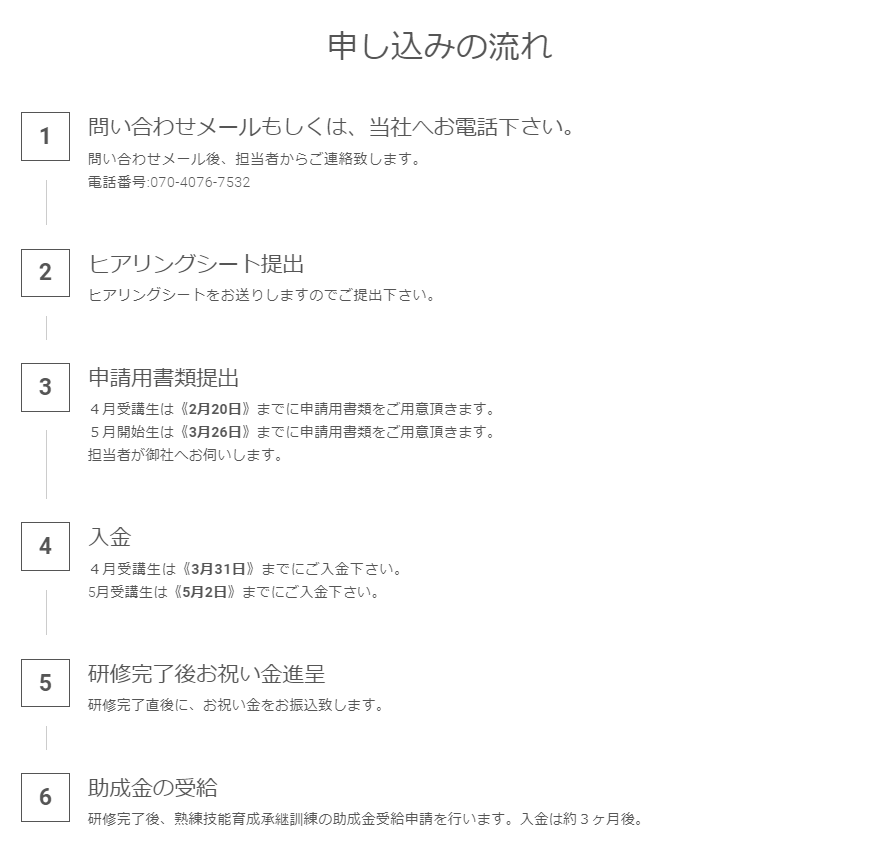 申し込みの流れ
1
問い合わせメールもしくは、当社へお電話下さい。
問い合わせメール後、担当者からご連絡致します。
電話番号:070-4076-7532
2
ヒアリングシート提出
ヒアリングシートをお送りしますのでご提出下さい。
3
申請用書類提出
４月受講生は《2月20日》までに申請用書類をご用意頂きます。
５月開始生は《3月26日》までに申請用書類をご用意頂きます。
担当者が御社へお伺いします。
4
入金
４月受講生は《3月31日》までにご入金下さい。
5月受講生は《5月2日》までにご入金下さい。
5
研修完了後お祝い金進呈
研修完了直後に、お祝い金をお振込致します。
6
助成金の受給
研修完了後、熟練技能育成承継訓練の助成金受給申請を行います。入金は約３ヶ月後。